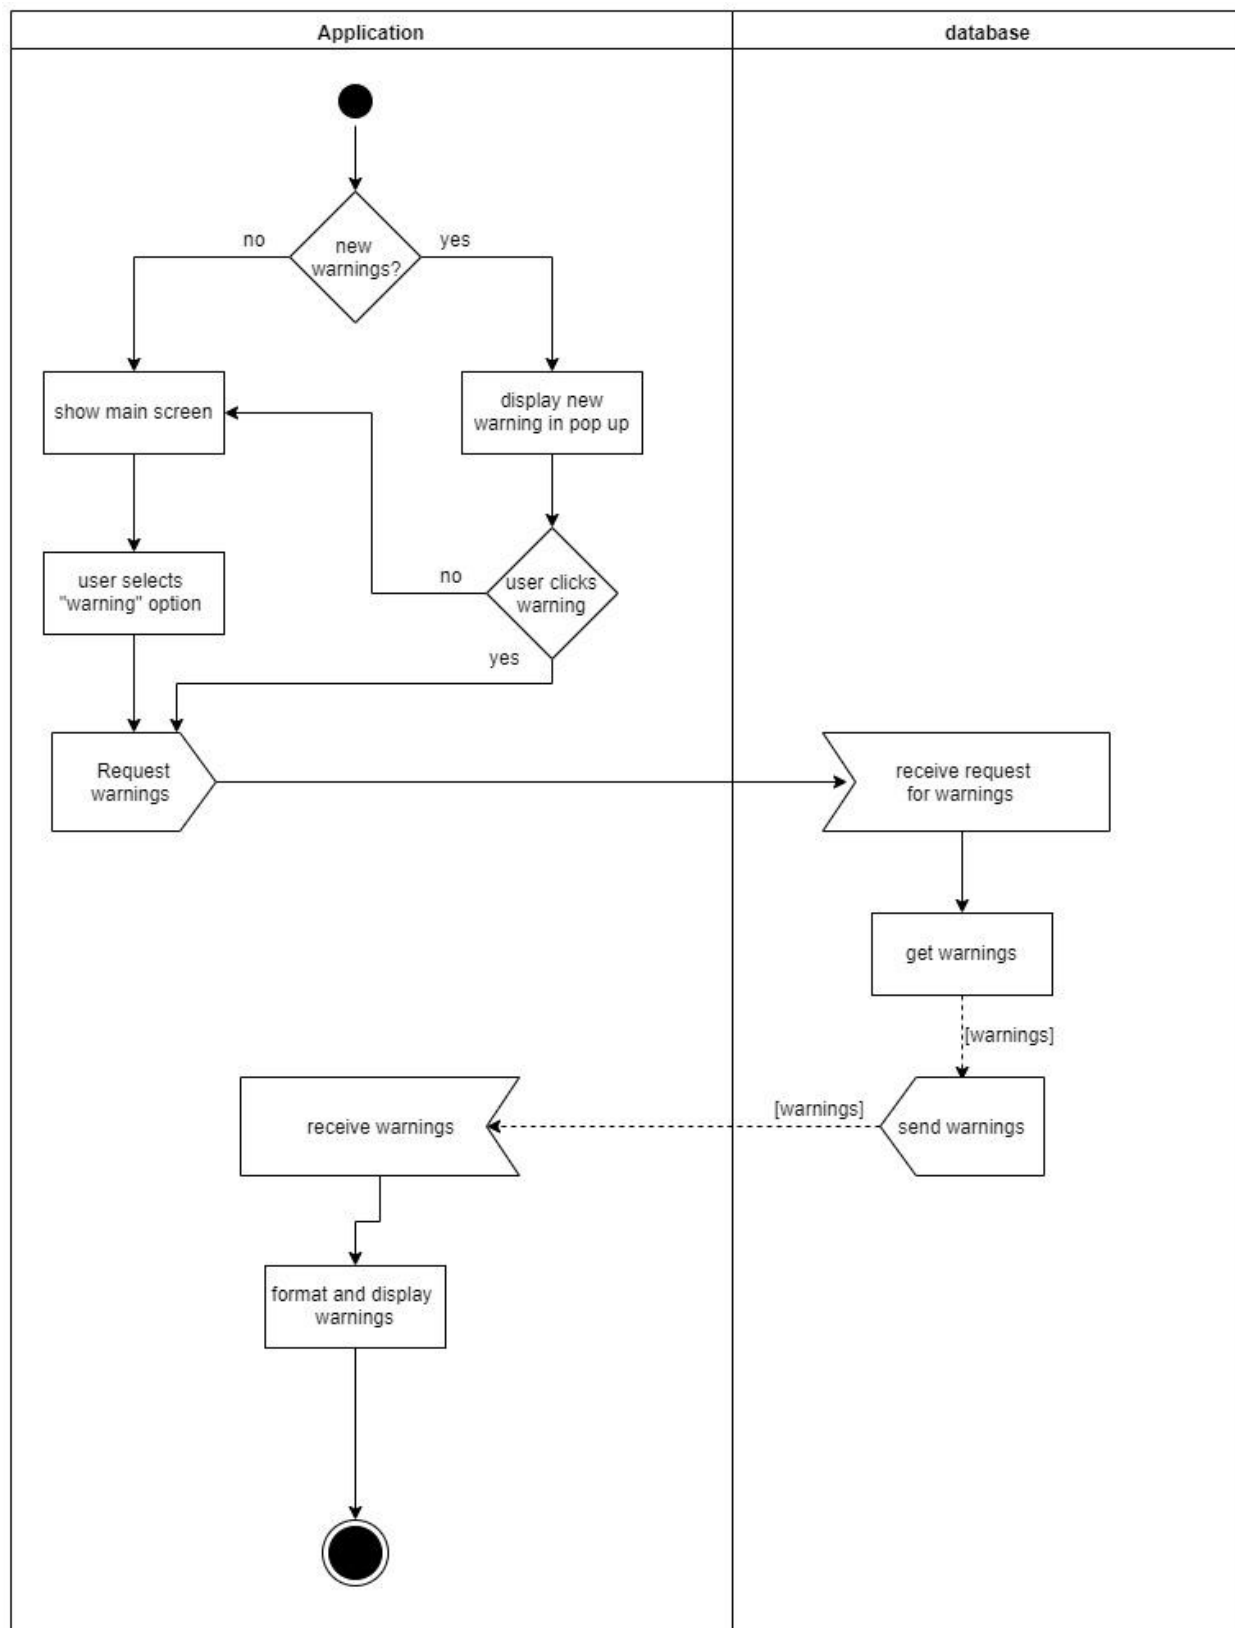 Application
database
new
warnings?
no
yes
show main screen
display new
warning in pop up
user selects
"warning" option
user clicks
warning
no
yes
Request
warnings
receive request
for warnings
get warnings
[warnings]
[warnings]
send warnings
receive warnings
format and display
warnings